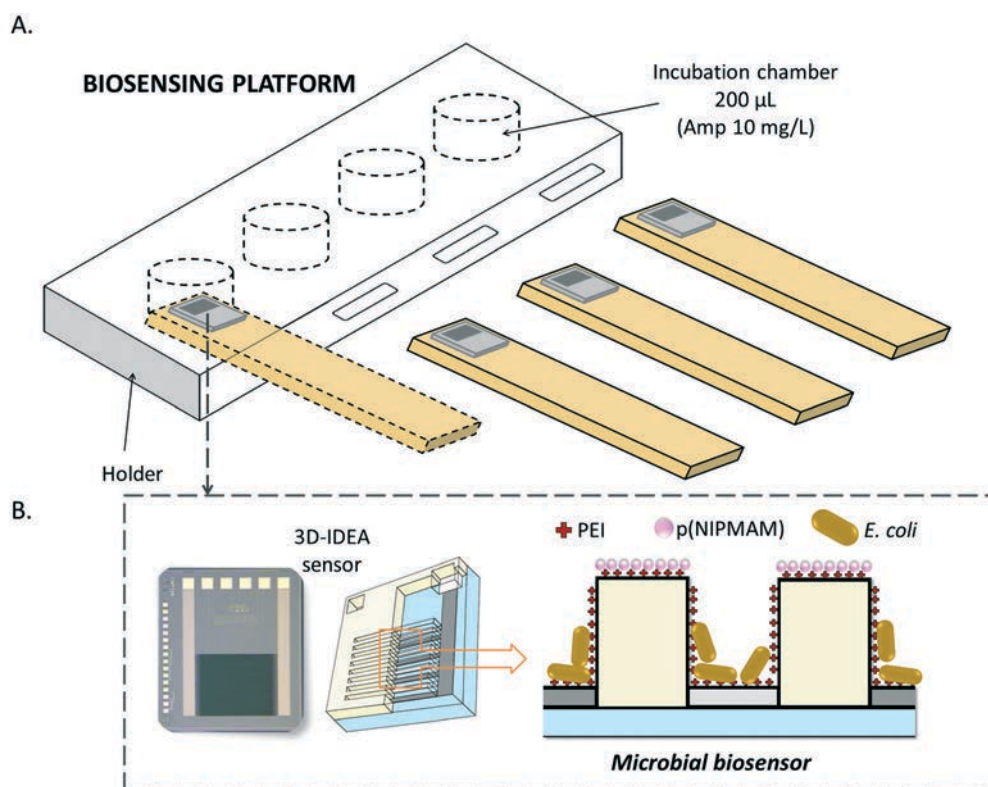 A.
BIOSENSING PLATFORM
Incubation chamber
200 µL
(Amp 10 mg/L)
Holder
B.
3D-IDEA
sensor
PEI
p(NIPMAM)
E. coli
Microbial biosensor